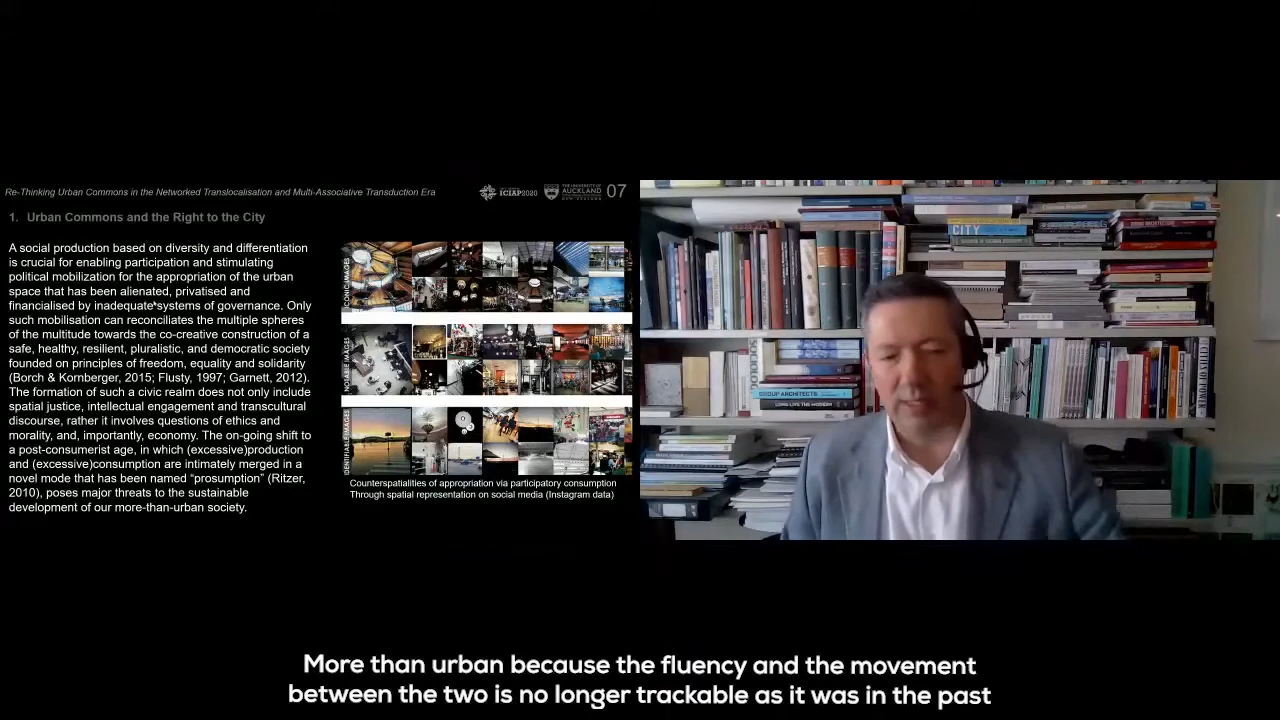 Re-Thinking Urban Commons in the Networked Translocalisation and Multi-Associative Transduction Era
ICIAP2020
THE UNIVERSITY OF
AUCKLAND
NEW ZEALAND
07
1. Urban Commons and the Right to the City
A social production based on diversity and differentiation
is crucial for enabling participation and stimulating
political mobilization for the appropriation of the urban
space that has been alienated, privatised and
financialised by inadequate systems of governance. Only
such mobilisation can reconciliates the multiple spheres
of the multitude towards the co-creative construction of a
safe, healthy, resilient, pluralistic, and democratic society
founded on principles of freedom, equality and solidarity
(Borch & Kornberger, 2015; Flusty, 1997; Garnett, 2012).
The formation of such a civic realm does not only include
spatial justice, intellectual engagement and transcultural
discourse, rather it involves questions of ethics and
morality, and, importantly, economy. The on-going shift to
a post-consumerist age, in which (excessive)production
and (excessive)consumption are intimately merged in a
novel mode that has been named “prosumption” (Ritzer,
2010), poses major threats to the sustainable
development of our more-than-urban society.
ICONIC IMAGES
NOTABLE IMAGES
IDENTIFIABLE IMAGES
Counterspatialities of appropriation via participatory consumption
Through spatial representation on social media (Instagram data)
CITY
GROUP ARCHITECTS
LONG LIVE THE MODERN
More than urban because the fluency and the movement
between the two is no longer trackable as it was in the past